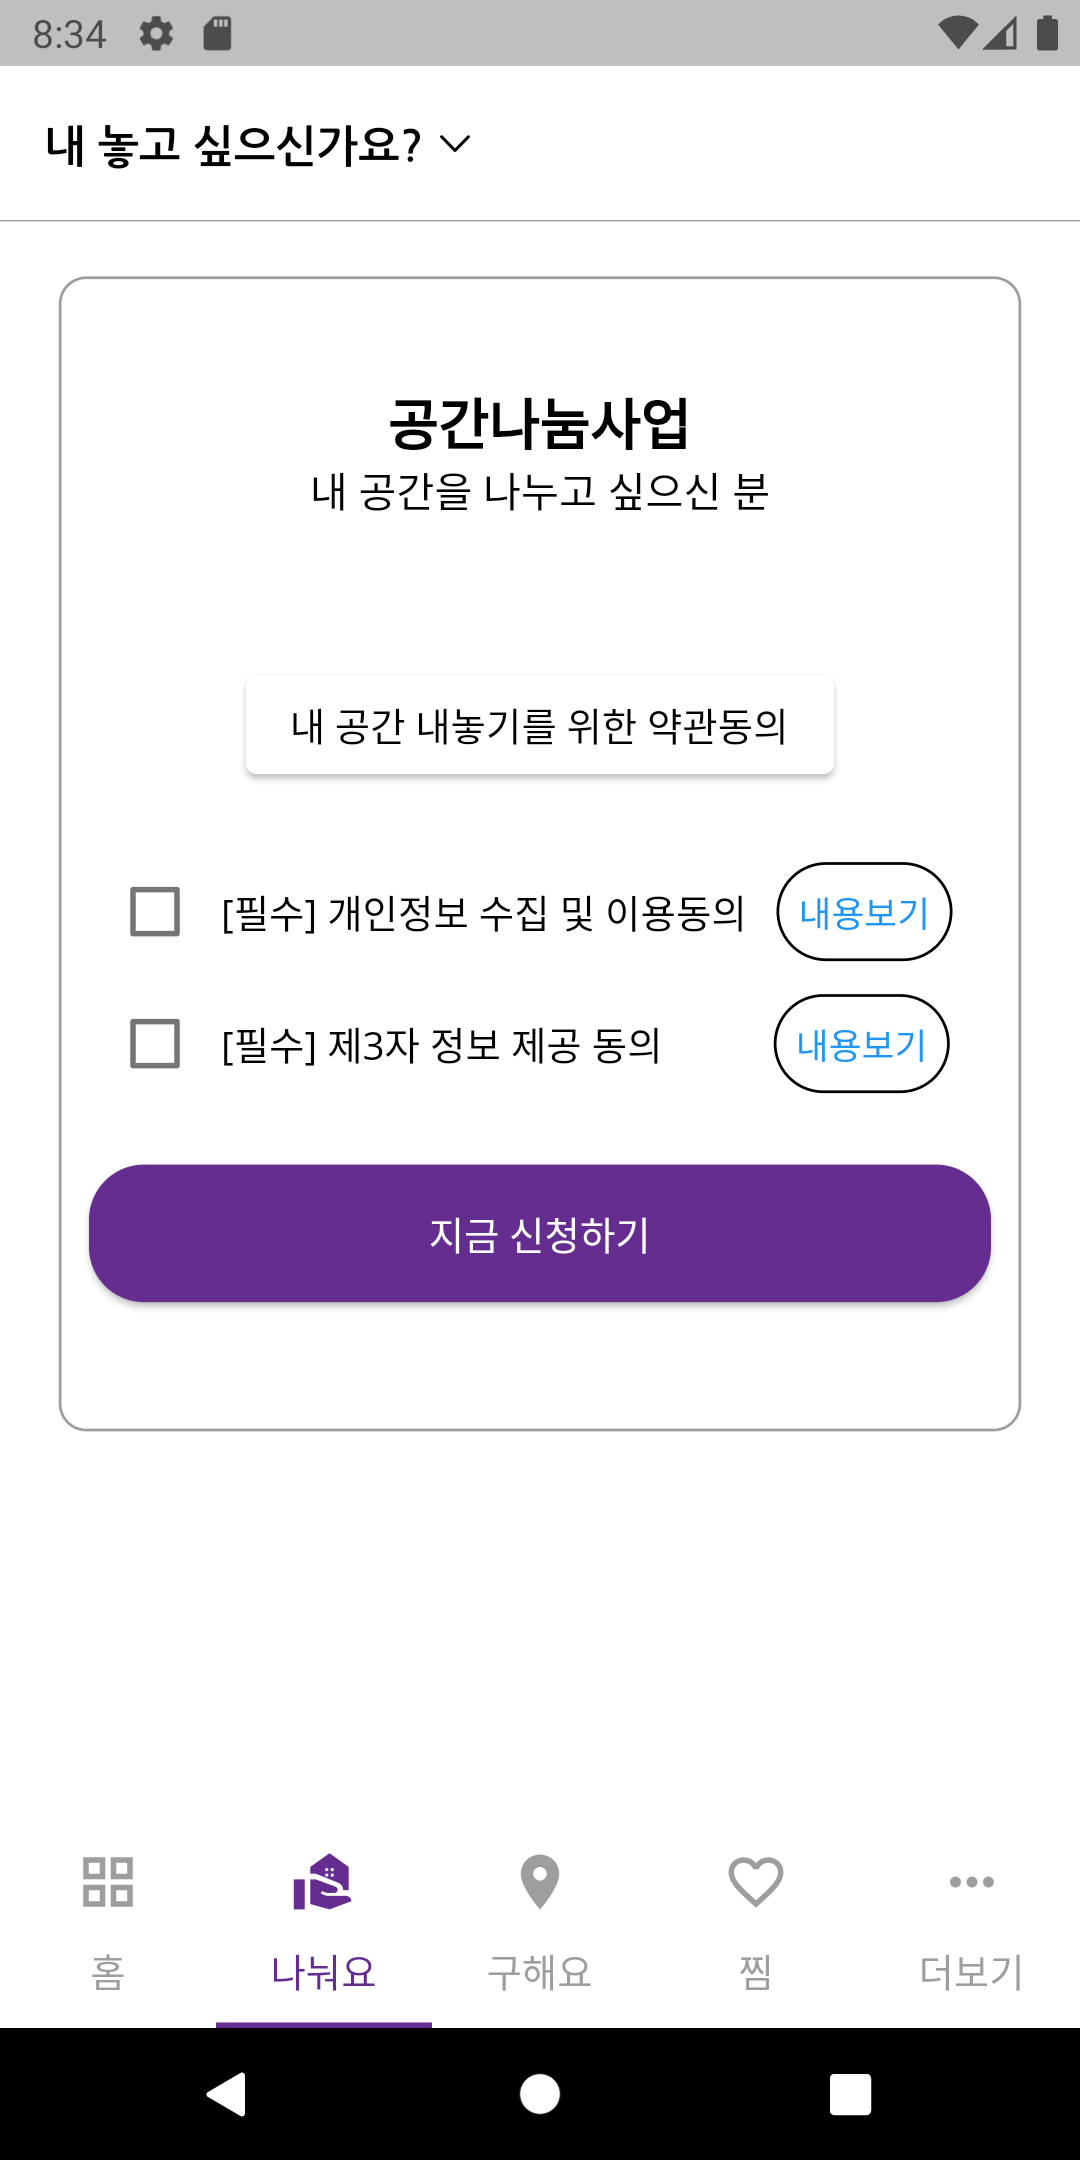 8:34
내 놓고 싶으신가요?
공간나눔사업
내 공간을 나누고 싶으신 분
내 공간 내놓기를 위한 약관동의
[필수] 개인정보 수집 및 이용동의 내용보기
[필수] 제3자 정보 제공 동의 내용보기
지금 신청하기
홈 나눠요 구해요 찜 더보기